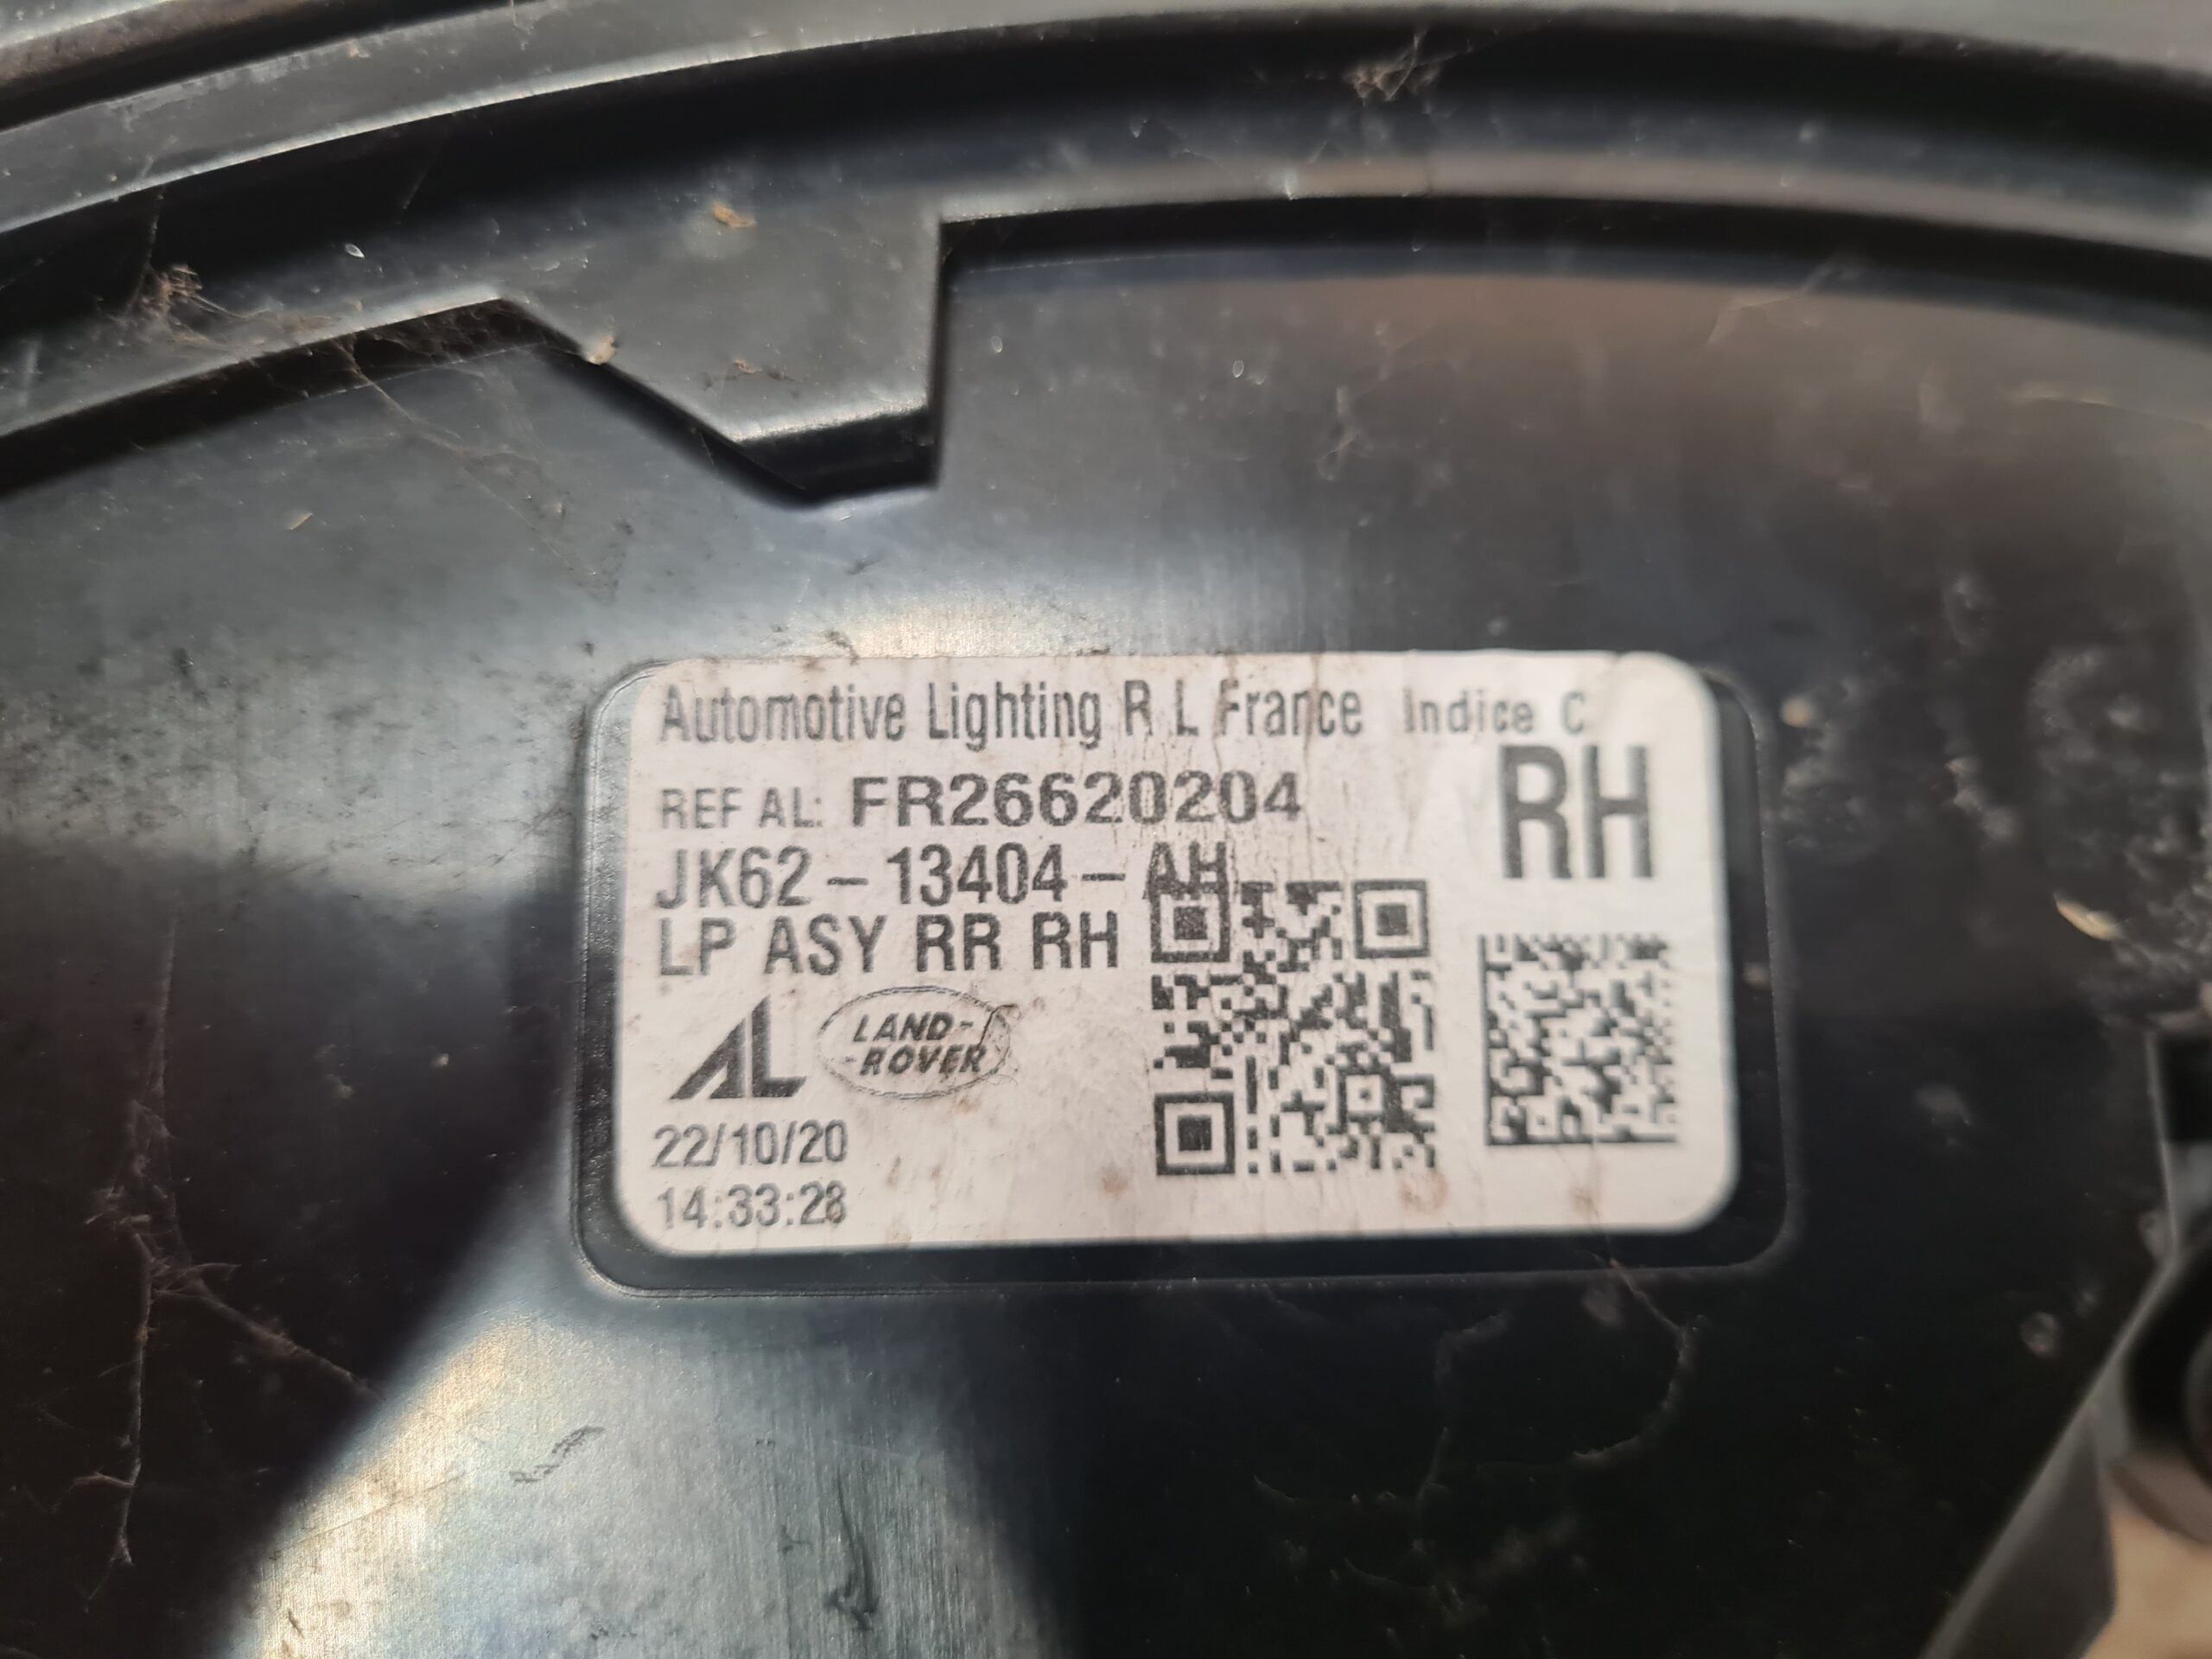 Automotive Lighting R L France Indice C
RH
REF AL: FR26620204
JK62-13404-AH
LP ASY RR RH
AL
LAND-
-ROVER
22/10/20
14:33:28